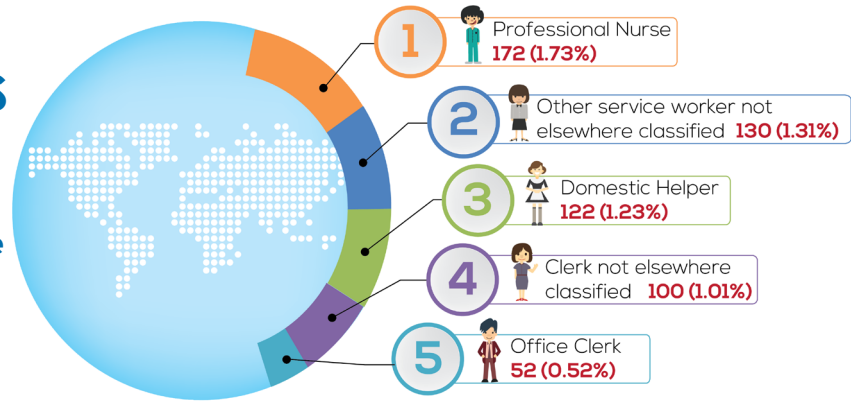 S
1
Professional Nurse
172 (1.73%)
2
Other service worker not
elsewhere classified 130 (1.31%)
3
Domestic Helper
122 (1.23%)
e
4
Clerk not elsewhere
classified 100 (1.01%)
5
Office Clerk
52 (0.52%)